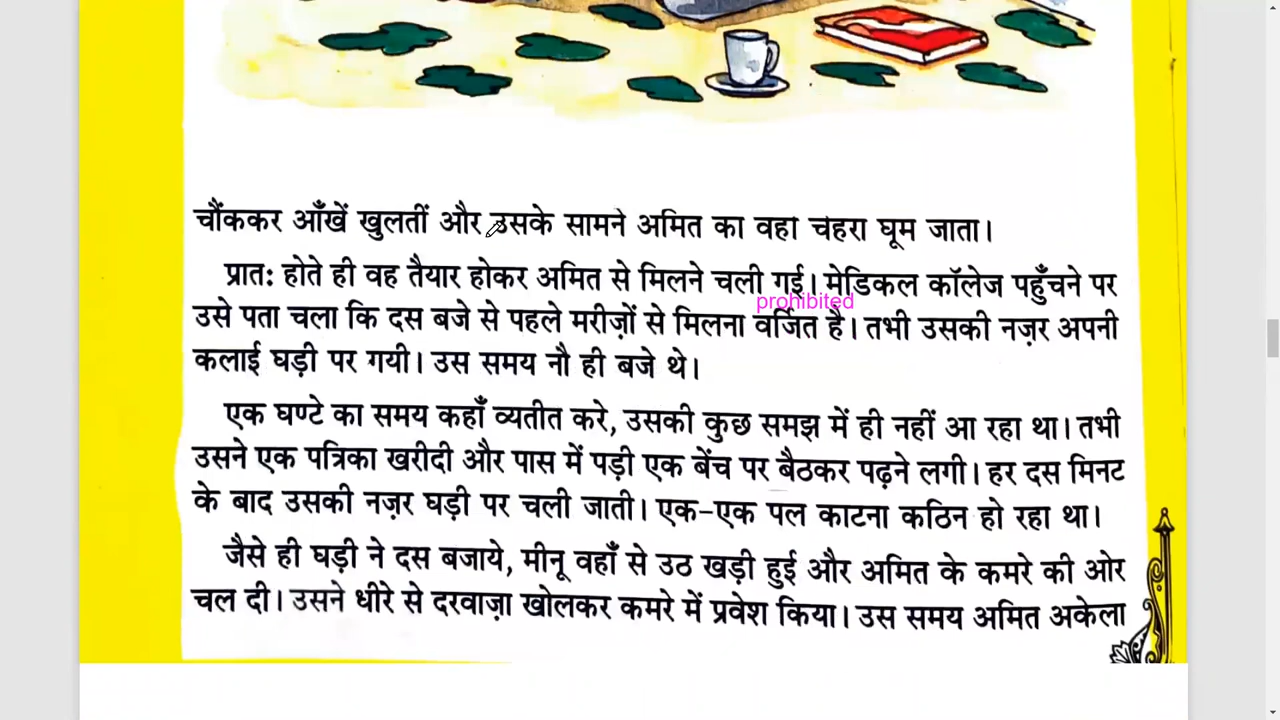 चौंककर आँखें खुलतीं और उसके सामने अमित का वहा चहरा घूम जाता।
प्रात: होते ही वह तैयार होकर अमित से मिलने चली गई। मेडिकल कॉलेज पहुँचने पर
prohibited
उसे पता चला कि दस बजे से पहले मरीज़ों से मिलना वर्जित है। तभी उसकी नज़र अपनी
कलाई घड़ी पर गयी। उस समय नौ ही बजे थे।
एक घण्टे का समय कहाँ व्यतीत करे, उसकी कुछ समझ में ही नहीं आ रहा था। तभी
उसने एक पत्रिका खरीदी और पास में पड़ी एक बेंच पर बैठकर पढ़ने लगी। हर दस मिनट
के बाद उसकी नज़र घड़ी पर चली जाती। एक-एक पल काटना कठिन हो रहा था।
जैसे ही घड़ी ने दस बजाये, मीनू वहाँ से उठ खड़ी हुई और अमित के कमरे की ओर
चल दी। उसने धीरे से दरवाज़ा खोलकर कमरे में प्रवेश किया। उस समय अमित अकेला